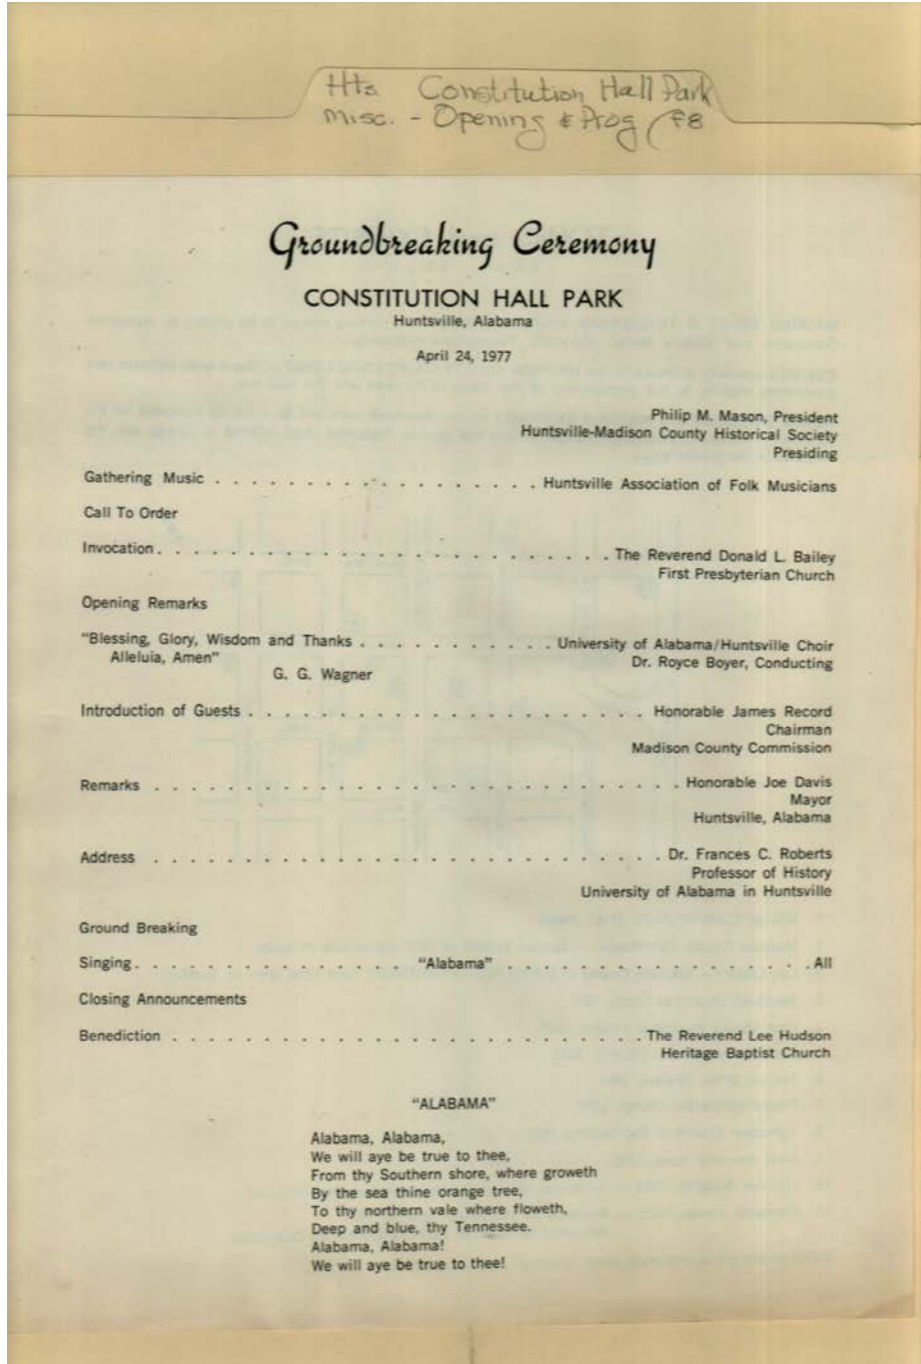 Hts Constitution Hall Park
misc. - Opening & Prog (F8
Groundbreaking Ceremony
CONSTITUTION HALL PARK
Huntsville, Alabama
April 24, 1977
Philip M. Mason, President
Huntsville-Madison County Historical Society
Presiding
Gathering Music . . . . . . . . . . . . . . . . . . . Huntsville Association of Folk Musicians
Call To Order
Invocation. . . . . . . . . . . . . . . . . . . . . . . . . . The Reverend Donald L. Bailey
First Presbyterian Church
Opening Remarks
"Blessing, Glory, Wisdom and Thanks . . . . . . . . . . . . University of Alabama/Huntsville Choir
Alleluia, Amen" Dr. Royce Boyer, Conducting
G. G. Wagner
Introduction of Guests . . . . . . . . . . . . . . . . . . . . . . . Honorable James Record
Chairman
Madison County Commission
Remarks . . . . . . . . . . . . . . . . . . . . . . . . . . . . . . Honorable Joe Davis
Mayor
Huntsville, Alabama
Address . . . . . . . . . . . . . . . . . . . . . . . . . . . . . Dr. Frances C. Roberts
Professor of History
University of Alabama in Huntsville
Ground Breaking
Singing. . . . . . . . . . . . . . . . "Alabama" . . . . . . . . . . . . . . . . . .All
Closing Announcements
Benediction . . . . . . . . . . . . . . . . . . . . . . . . . . . The Reverend Lee Hudson
Heritage Baptist Church
"ALABAMA"
Alabama, Alabama,
We will aye be true to thee,
From thy Southern shore, where groweth
By the sea thine orange tree,
To thy northern vale where floweth,
Deep and blue, thy Tennessee.
Alabama, Alabama!
We will aye be true to thee!